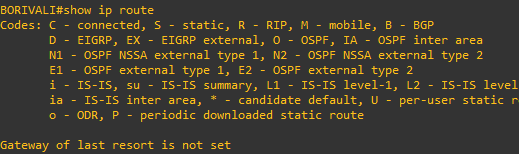 BORIVALI#show ip route
Codes: C - connected, S - static, R - RIP, M - mobile, B - BGP
D - EIGRP, EX - EIGRP external, O - OSPF, IA - OSPF inter area
N1 - OSPF NSSA external type 1, N2 - OSPF NSSA external type 2
E1 - OSPF external type 1, E2 - OSPF external type 2
i - IS-IS, su - IS-IS summary, L1 - IS-IS level-1, L2 - IS-IS level
ia - IS-IS inter area, * - candidate default, U - per-user static
o - ODR, P - periodic downloaded static route
Gateway of last resort is not set